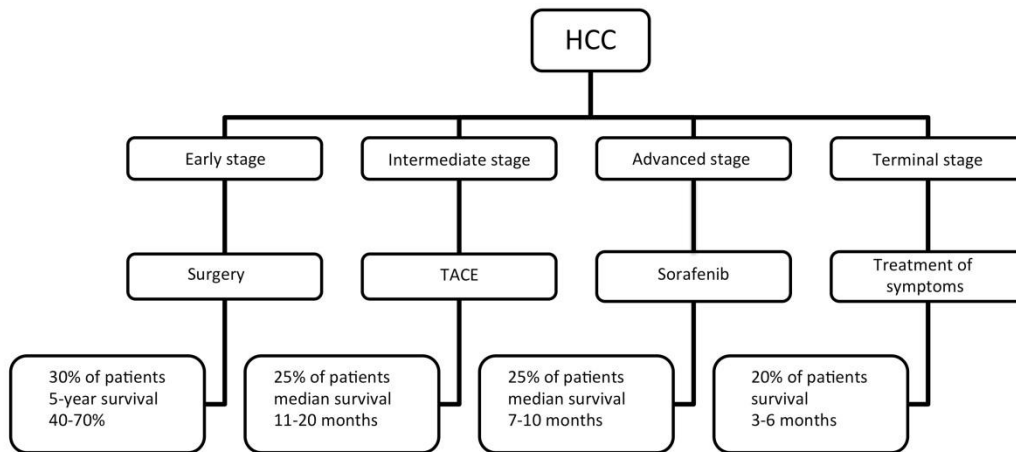 HCC
Early stage
Intermediate stage
Advanced stage
Terminal stage
Surgery
TACE
Sorafenib
Treatment of
symptoms
30% of patients
5-year survival
40-70%
25% of patients
median survival
11-20 months
25% of patients
median survival
7-10 months
20% of patients
survival
3-6 months